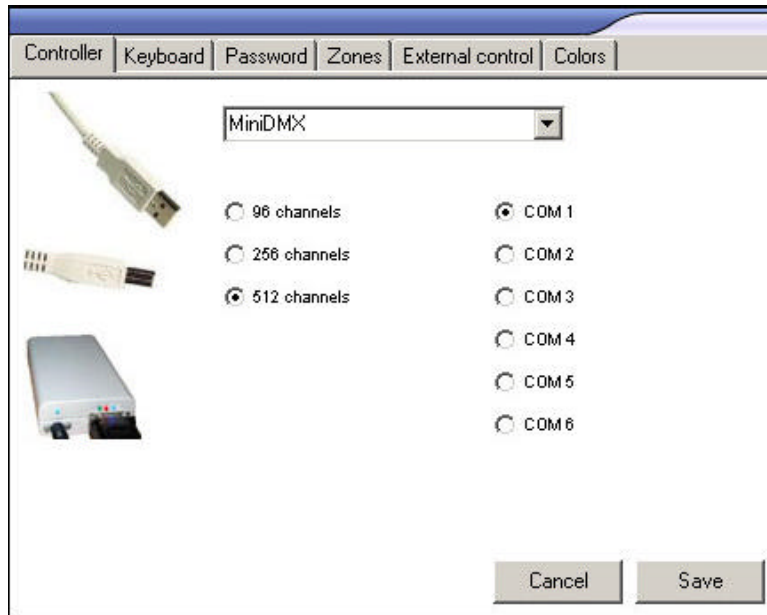 Controller Keyboard Password Zones External control Colors
MiniDMX
96 channels COM 1
256 channels COM 2
512 channels COM 3
COM 4
COM 5
COM 6
Cancel Save